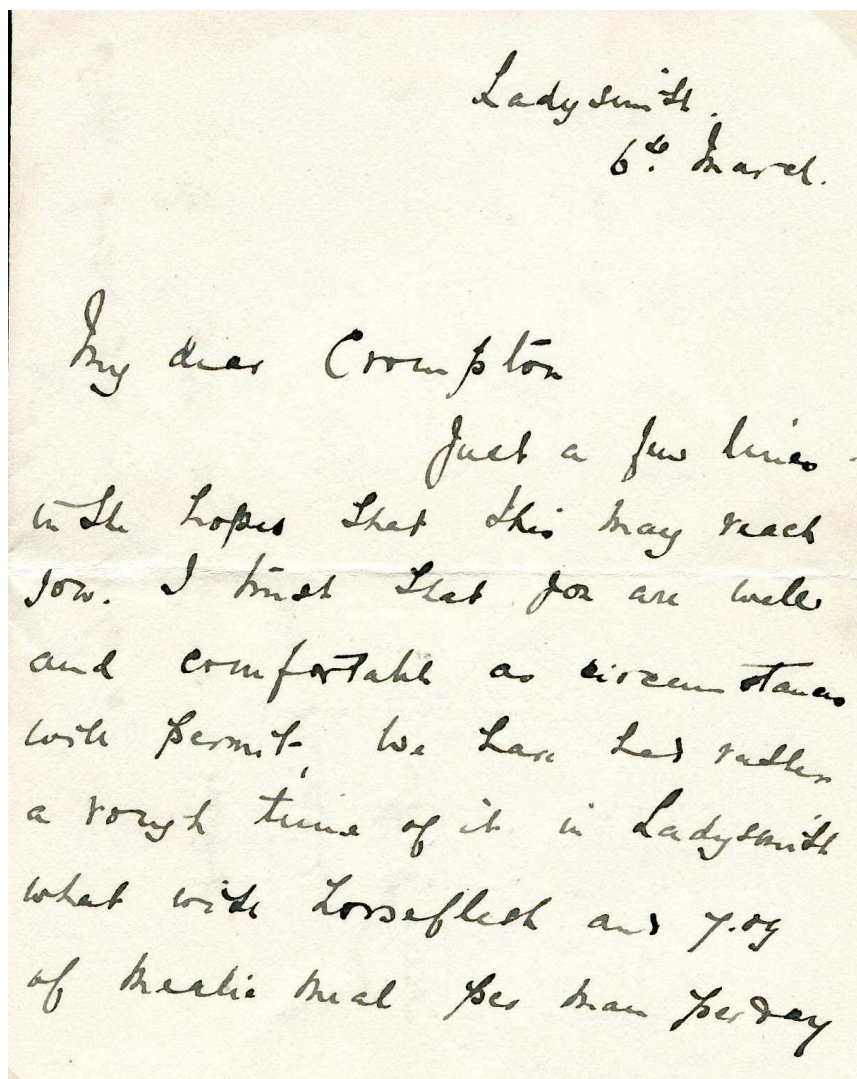 Ladysmith.
6th. March.
My dear Crompton
Just a few lines -
in the hopes that this may reach
you. I trust that you are well
and comfortable as circumstances
will permit, We have had rather
a rough time of it in Ladysmith
what with horseflesh and 7.oz
of mealie meal per man per day